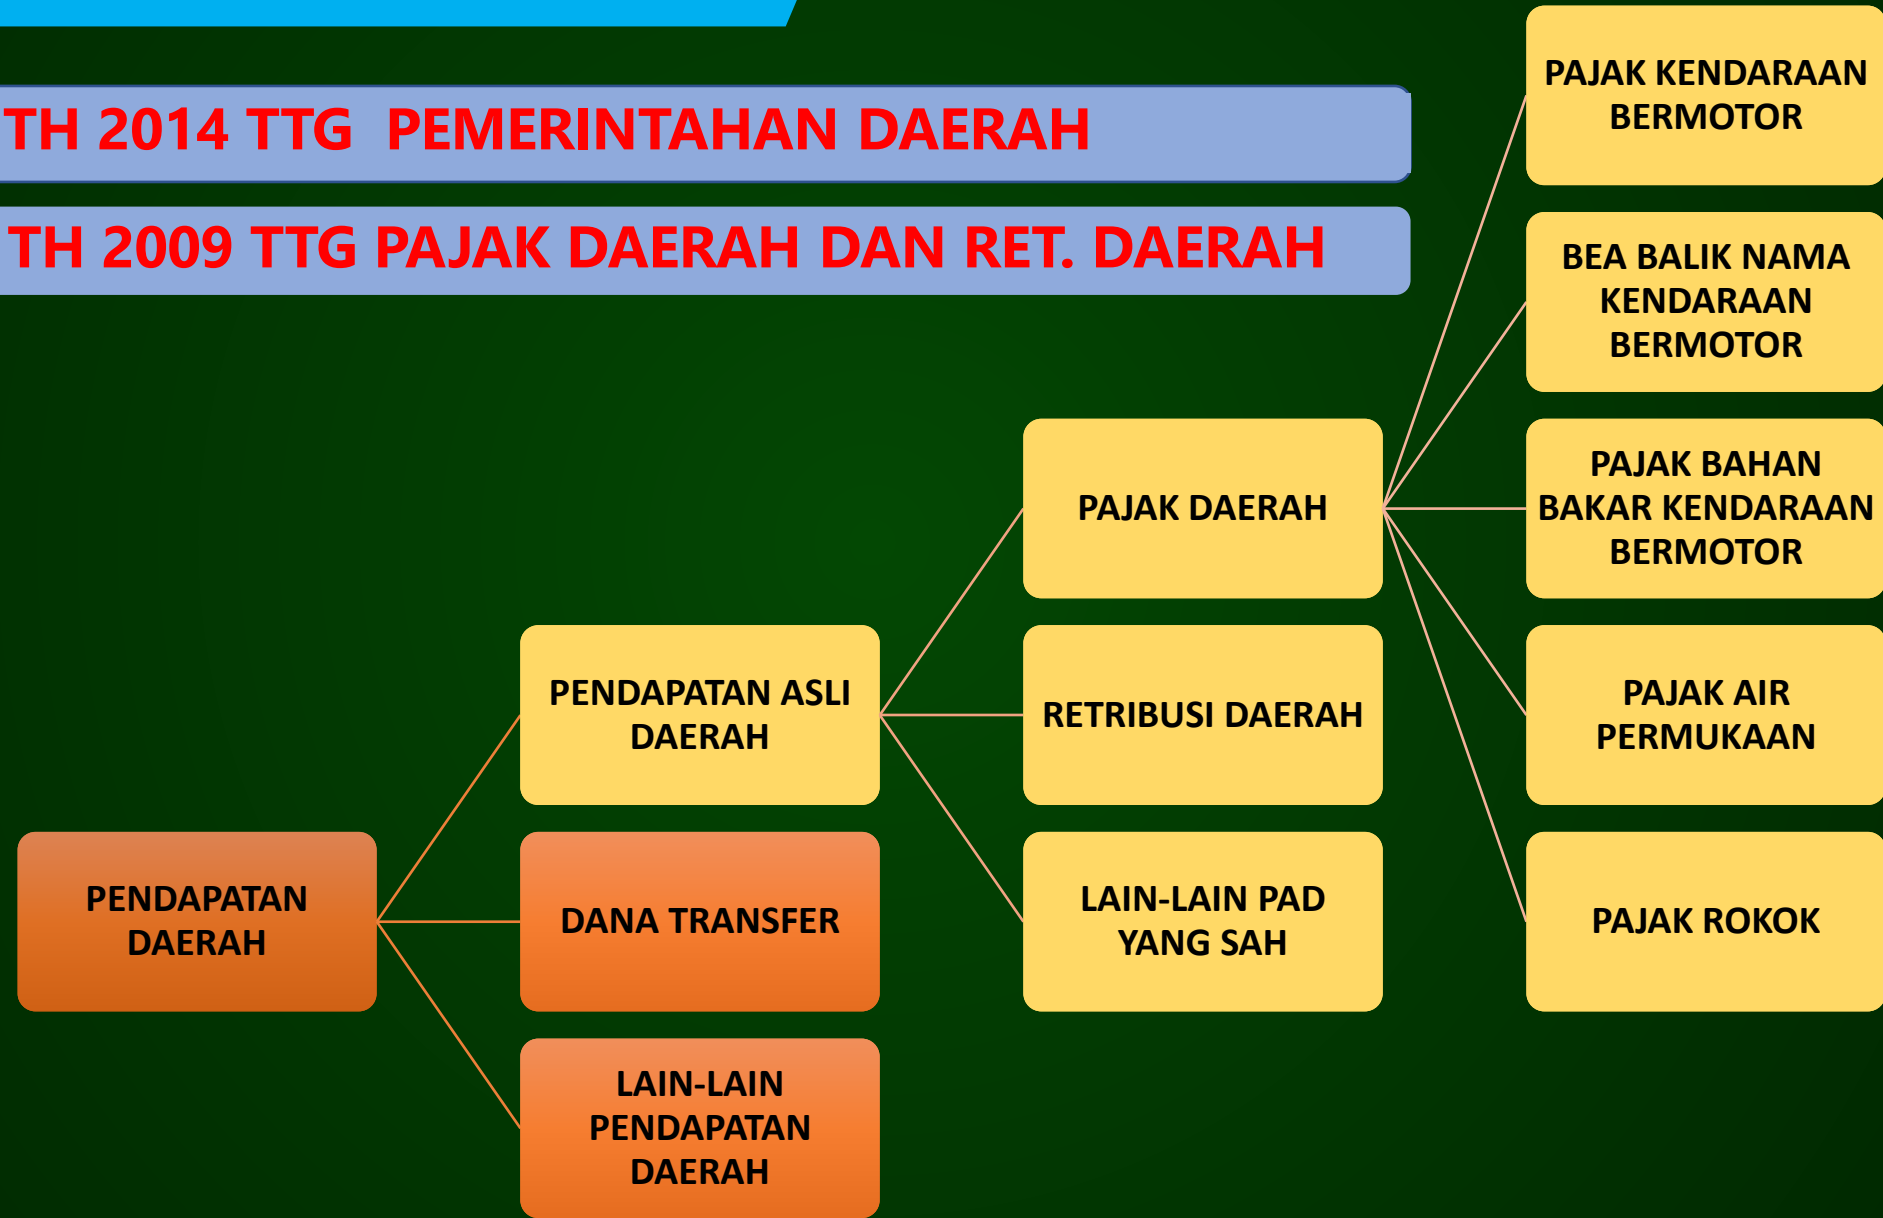 TH 2014 TTG PEMERINTAHAN DAERAH
TH 2009 TTG PAJAK DAERAH DAN RET. DAERAH
PENDAPATAN
DAERAH
PENDAPATAN ASLI
DAERAH
DANA TRANSFER
LAIN-LAIN
PENDAPATAN
DAERAH
PAJAK DAERAH
RETRIBUSI DAERAH
LAIN-LAIN PAD
YANG SAH
PAJAK KENDARAAN
BERMOTOR
BEA BALIK NAMA
KENDARAAN
BERMOTOR
PAJAK BAHAN
BAKAR KENDARAAN
BERMOTOR
PAJAK AIR
PERMUKAAN
PAJAK ROKOK